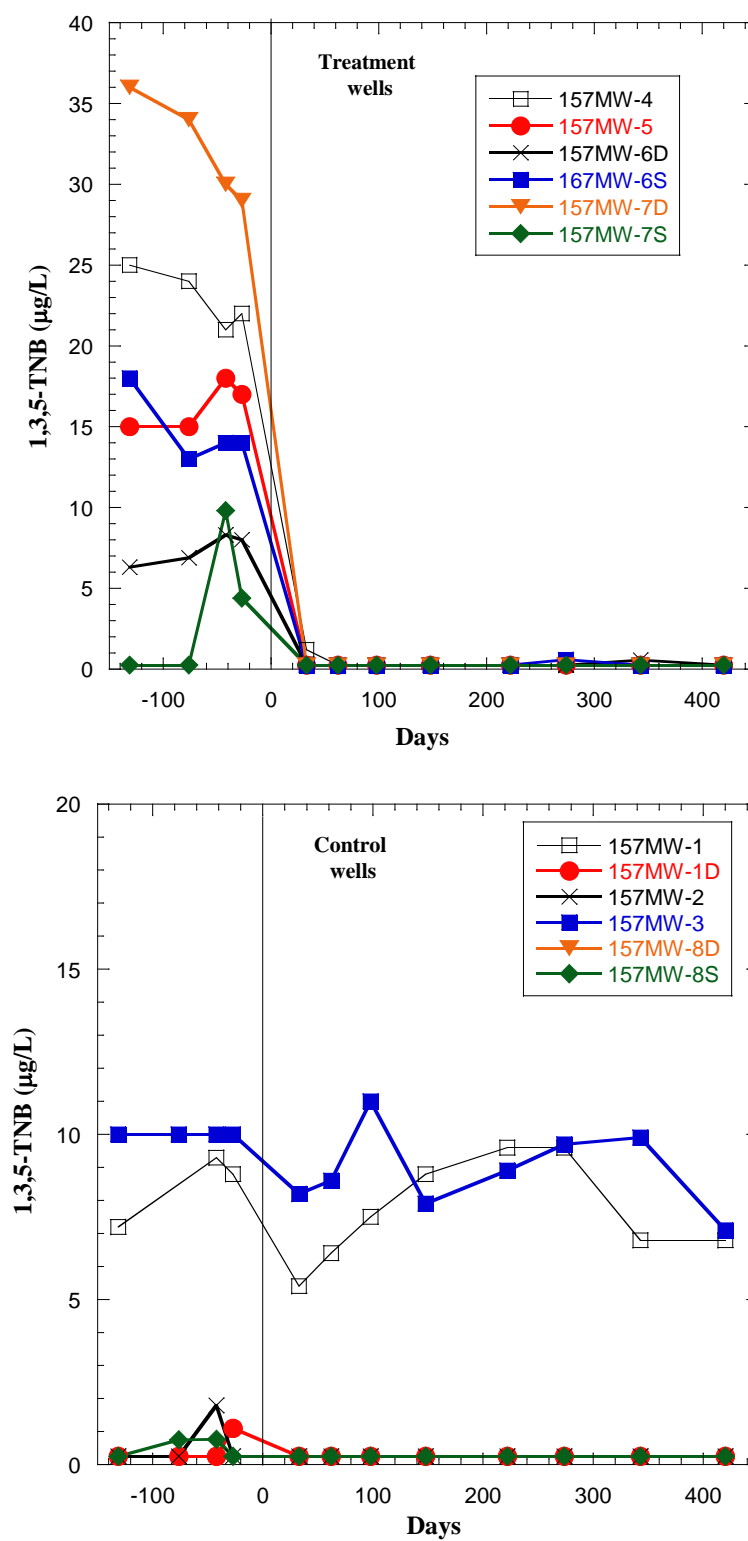 40
35
30
25
20
15
10
5
0
1,3,5-TNB (µg/L)
Treatment
wells
157MW-4
157MW-5
157MW-6D
167MW-6S
157MW-7D
157MW-7S
-100 0 100 200 300 400
Days
20
15
10
5
0
1,3,5-TNB (µg/L)
Control
wells
157MW-1
157MW-1D
157MW-2
157MW-3
157MW-8D
157MW-8S
-100 0 100 200 300 400
Days